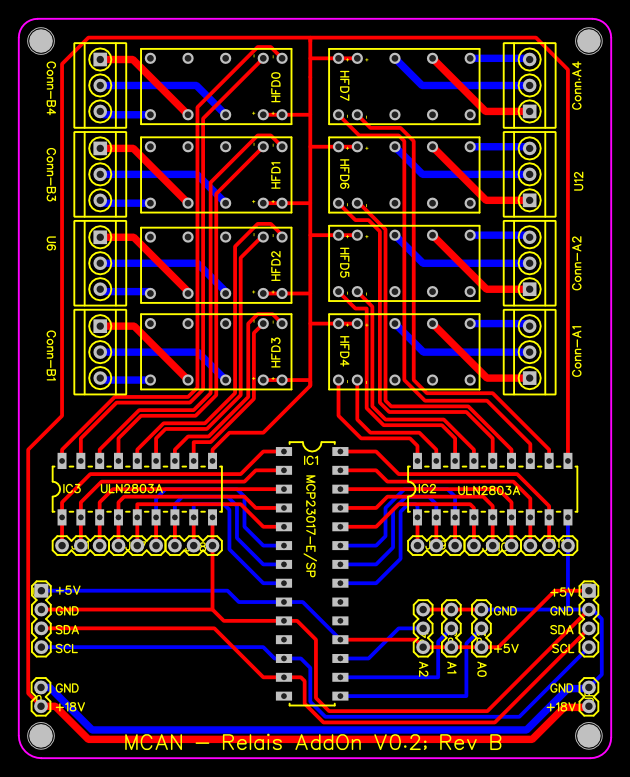 Conn-B4
HFD0
HFD7
Conn-A4
Conn-B3
HFD1
HFD6
U12
U6
HFD2
HFD5
Conn-A2
Conn-B1
HFD3
HFD4
Conn-A1
IC1
MCP23017-E/SP
IC3 ULN2803A
IC2 ULN2803A
+5V
GND
SDA
SCL
GND
+18V
GND
+5V
A2
A1
A0
+5V
GND
SDA
SCL
GND
+18V
MCAN - Relais AddOn V0.2; Rev B